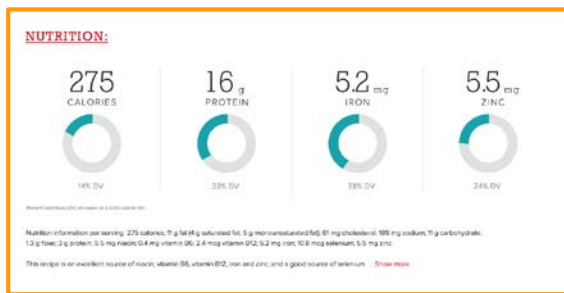 NUTRITION:
275 16 g 5.2 mg 5.5 mg
CALORIES PROTEIN IRON ZINC
14% DV 33% DV 38% DV 24% DV
Nutrition information per serving: 275 calories; 11 g fat (4 g saturated fat; 5 g monounsaturated fat); 61 mg cholesterol; 189 mg sodium; 11 g carbohydrate;
1.3 g fiber; 3 g protein; 5.5 mg niacin; 0.4 mg vitamin B6; 2.4 mcg vitamin B12; 5.2 mg iron; 10.8 mcg selenium; 5.5 mg zinc.
This recipe is an excellent source of niacin, vitamin B6, vitamin B12, iron and zinc; and a good source of selenium ... Show more